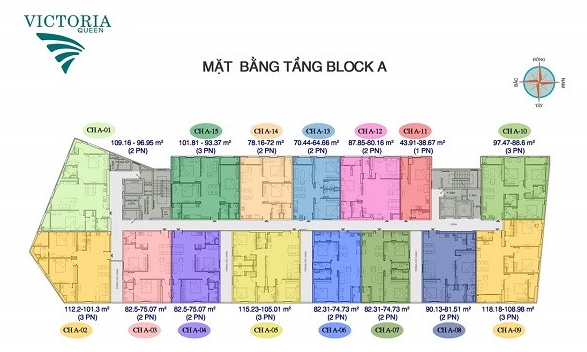 VICTORIA
QUEEN
MẶT BẰNG TẦNG BLOCK A
ĐÔNG
BẮC
NAM
TÂY
CH A-01
CH A-15
CH A-14
CH A-13
CH A-12
CH A-11
CH A-10
109.16 - 96.95 m²
(2 PN)
101.81 - 93.37 m²
(3 PN)
78.16-72 m²
(2 PN)
70.44-64.66 m²
(2 PN)
87.85-80.16 m²
(2 PN)
43.91-38.67 m²
(1 PN)
97.47-88.6 m²
(3 PN)
112.2-101.3 m²
(3 PN)
82.5-75.07 m²
(2 PN)
82.5-75.07 m²
(2 PN)
115.23-105.01 m²
(3 PN)
82.31-74.73 m²
(2 PN)
82.31-74.73 m²
(2 PN)
90.13-81.51 m²
(2 PN)
118.18-108.98 m²
(3 PN)
CH A-02
CH A-03
CH A-04
CH A-05
CH A-06
CH A-07
CH A-08
CH A-09